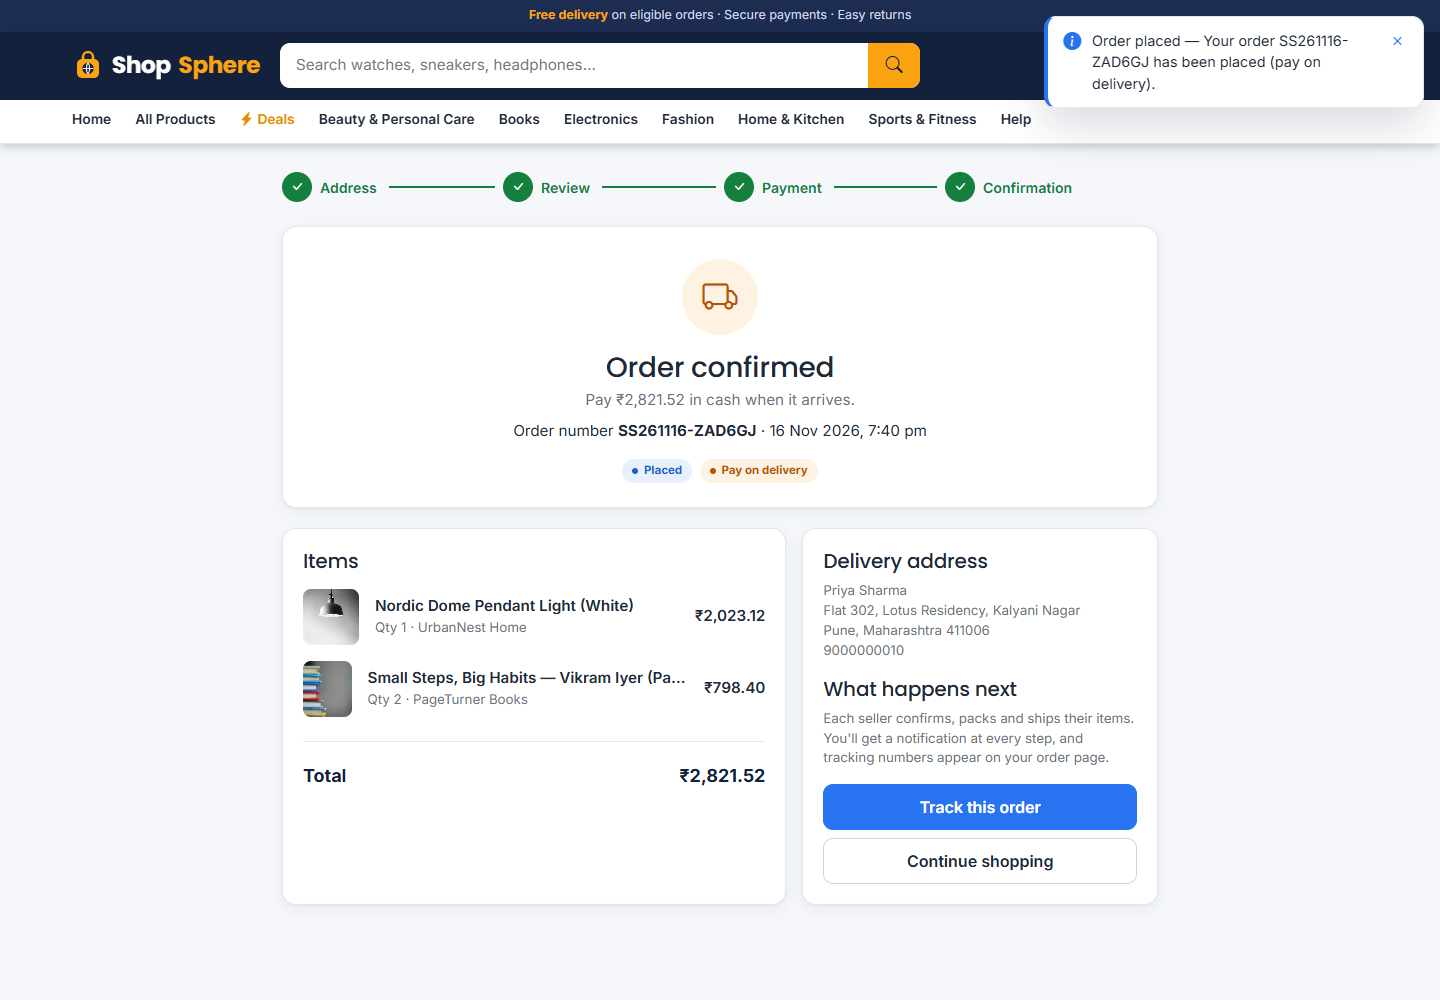 Free delivery on eligible orders · Secure payments · Easy returns
Shop Sphere
Search watches, sneakers, headphones...
Order placed — Your order SS261116-
ZAD6GJ has been placed (pay on
delivery).
Home All Products Deals Beauty & Personal Care Books Electronics Fashion Home & Kitchen Sports & Fitness Help
Address Review Payment Confirmation
Order confirmed
Pay ₹2,821.52 in cash when it arrives.
Order number SS261116-ZAD6GJ · 16 Nov 2026, 7:40 pm
Placed Pay on delivery
Items
Nordic Dome Pendant Light (White)
Qty 1 · UrbanNest Home
₹2,023.12
Small Steps, Big Habits — Vikram Iyer (Pa...
Qty 2 · PageTurner Books
₹798.40
Total ₹2,821.52
Delivery address
Priya Sharma
Flat 302, Lotus Residency, Kalyani Nagar
Pune, Maharashtra 411006
9000000010
What happens next
Each seller confirms, packs and ships their items.
You'll get a notification at every step, and
tracking numbers appear on your order page.
Track this order
Continue shopping